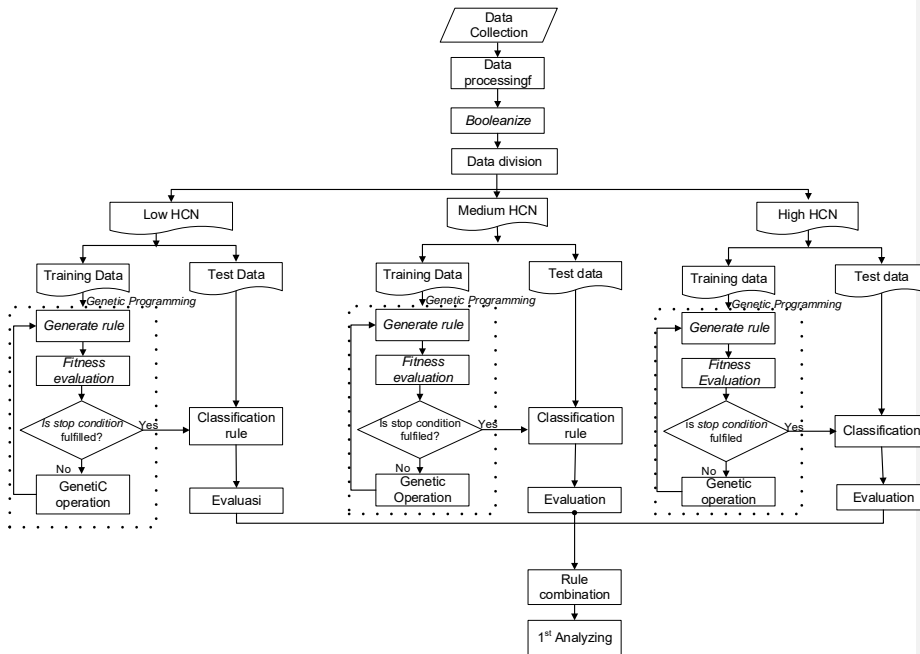 Data
Collection
Data
processingf
Booleanize
Data division
Low HCN
Medium HCN
High HCN
Training Data
Test Data
Training Data
Test data
Training data
Test data
Genetic Programming
Genetic Programming
Genetic Programming
Generate rule
Fitness
evaluation
Is stop condition
fulfilled?
Yes
No
GenetiC
operation
Classification
rule
Evaluasi
Generate rule
Fitness
evaluation
Is stop condition
fulfiled?
Yes
No
Genetic
Operation
Classification
rule
Evaluation
Generate rule
Fitness
Evaluation
is stop condition
fulfiled
Yes
No
Genetic
operation
Classification
Evaluation
Rule
combination
1st Analyzing